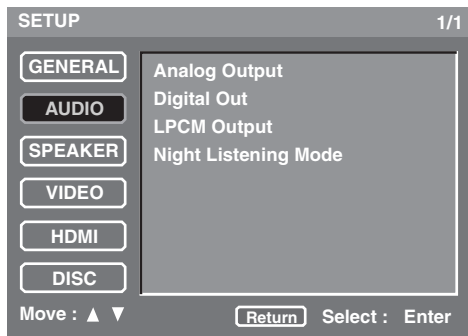 SETUP 1/1
GENERAL
AUDIO
SPEAKER
VIDEO
HDMI
DISC
Analog Output
Digital Out
LPCM Output
Night Listening Mode
Move : ▲ ▼ Return Select : Enter